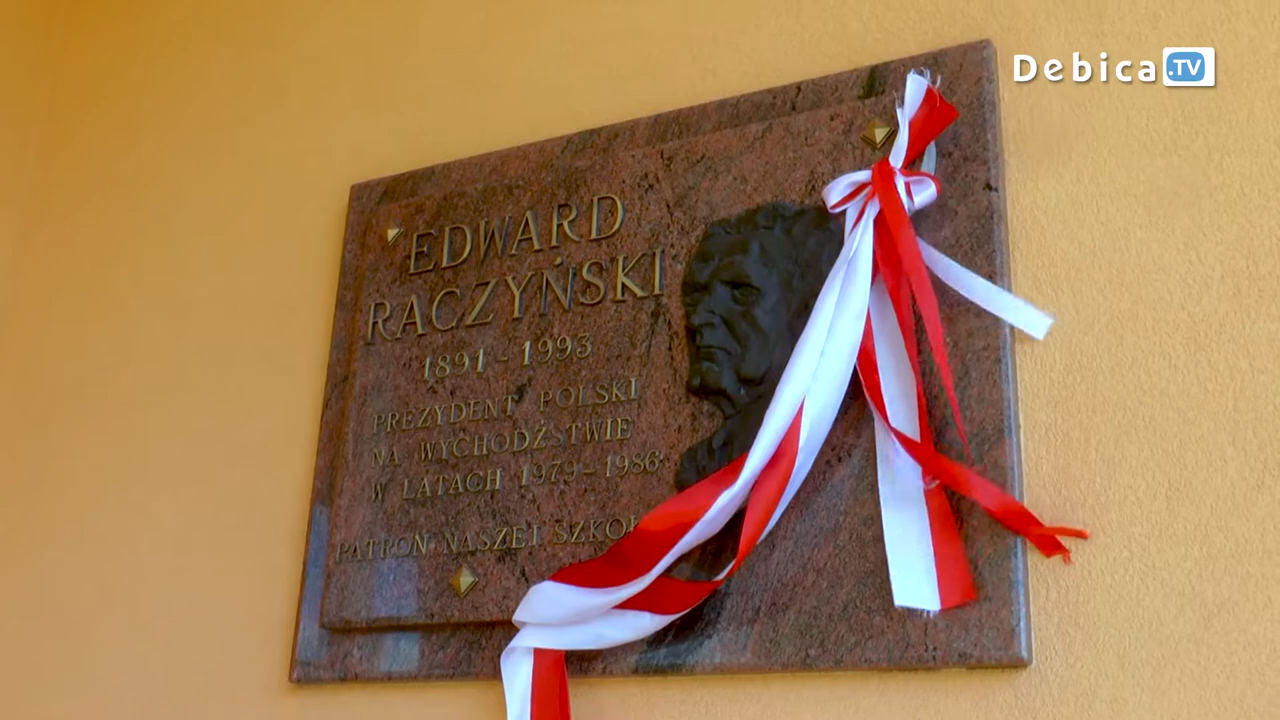 Debica.TV
EDWARD
RACZYŃSKI
1891-1993
PREZYDENT POLSKI
NA WYCHODŹSTWIE
W LATACH 1979-1986
PATRON NASZEJ